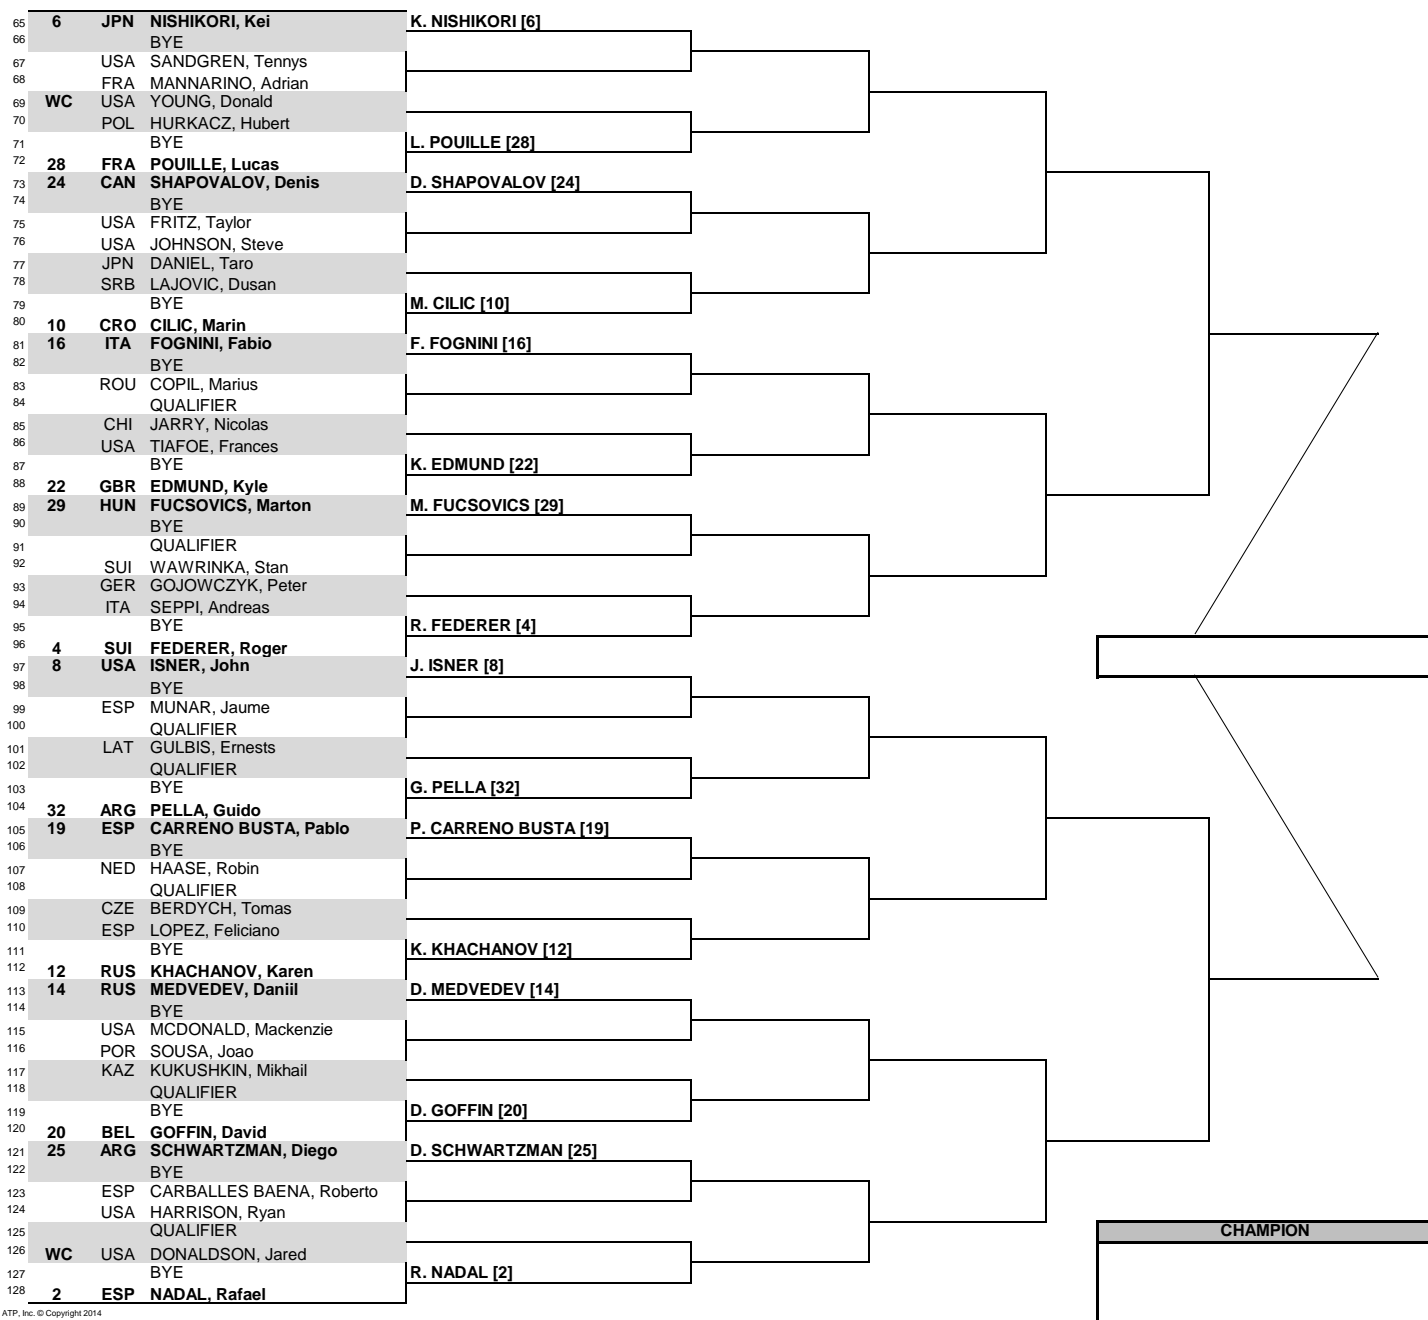 65 6 JPN NISHIKORI, Kei K. NISHIKORI [6]
66 BYE
67 USA SANDGREN, Tennys
68 FRA MANNARINO, Adrian
69 WC USA YOUNG, Donald
70 POL HURKACZ, Hubert
71 BYE L. POUILLE [28]
72 28 FRA POUILLE, Lucas
73 24 CAN SHAPOVALOV, Denis D. SHAPOVALOV [24]
74 BYE
75 USA FRITZ, Taylor
76 USA JOHNSON, Steve
77 JPN DANIEL, Taro
78 SRB LAJOVIC, Dusan
79 BYE M. CILIC [10]
80 10 CRO CILIC, Marin
81 16 ITA FOGNINI, Fabio F. FOGNINI [16]
82 BYE
83 ROU COPIL, Marius
84 QUALIFIER
85 CHI JARRY, Nicolas
86 USA TIAFOE, Frances
87 BYE K. EDMUND [22]
88 22 GBR EDMUND, Kyle
89 29 HUN FUCSOVICS, Marton M. FUCSOVICS [29]
90 BYE
91 QUALIFIER
92 SUI WAWRINKA, Stan
93 GER GOJOWCZYK, Peter
94 ITA SEPPI, Andreas
95 BYE R. FEDERER [4]
96 4 SUI FEDERER, Roger
97 8 USA ISNER, John J. ISNER [8]
98 BYE
99 ESP MUNAR, Jaume
100 QUALIFIER
101 LAT GULBIS, Ernests
102 QUALIFIER
103 BYE G. PELLA [32]
104 32 ARG PELLA, Guido
105 19 ESP CARRENO BUSTA, Pablo P. CARRENO BUSTA [19]
106 BYE
107 NED HAASE, Robin
108 QUALIFIER
109 CZE BERDYCH, Tomas
110 ESP LOPEZ, Feliciano
111 BYE K. KHACHANOV [12]
112 12 RUS KHACHANOV, Karen
113 14 RUS MEDVEDEV, Daniil D. MEDVEDEV [14]
114 BYE
115 USA MCDONALD, Mackenzie
116 POR SOUSA, Joao
117 KAZ KUKUSHKIN, Mikhail
118 QUALIFIER
119 BYE D. GOFFIN [20]
120 20 BEL GOFFIN, David
121 25 ARG SCHWARTZMAN, Diego D. SCHWARTZMAN [25]
122 BYE
123 ESP CARBALLES BAENA, Roberto
124 USA HARRISON, Ryan
125 QUALIFIER CHAMPION
126 WC USA DONALDSON, Jared
127 BYE R. NADAL [2]
128 2 ESP NADAL, Rafael
ATP, Inc. © Copyright 2014